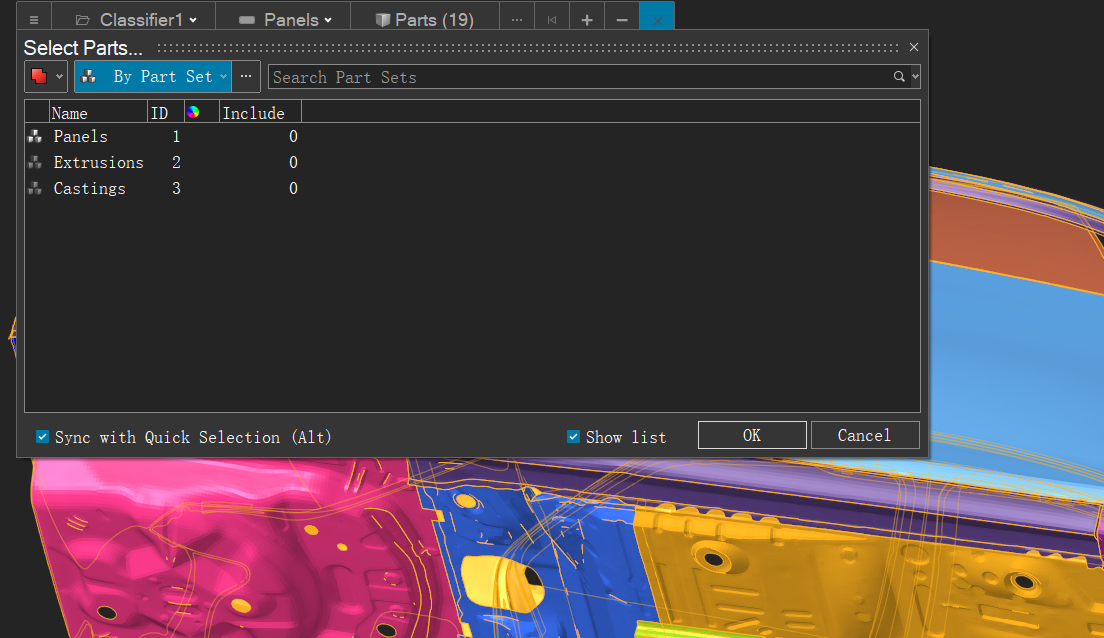 Classifier1 Panels Parts (19)
Select Parts...
By Part Set Search Part Sets
Name ID Include
Panels 1 0
Extrusions 2 0
Castings 3 0
Sync with Quick Selection (Alt) Show list OK Cancel